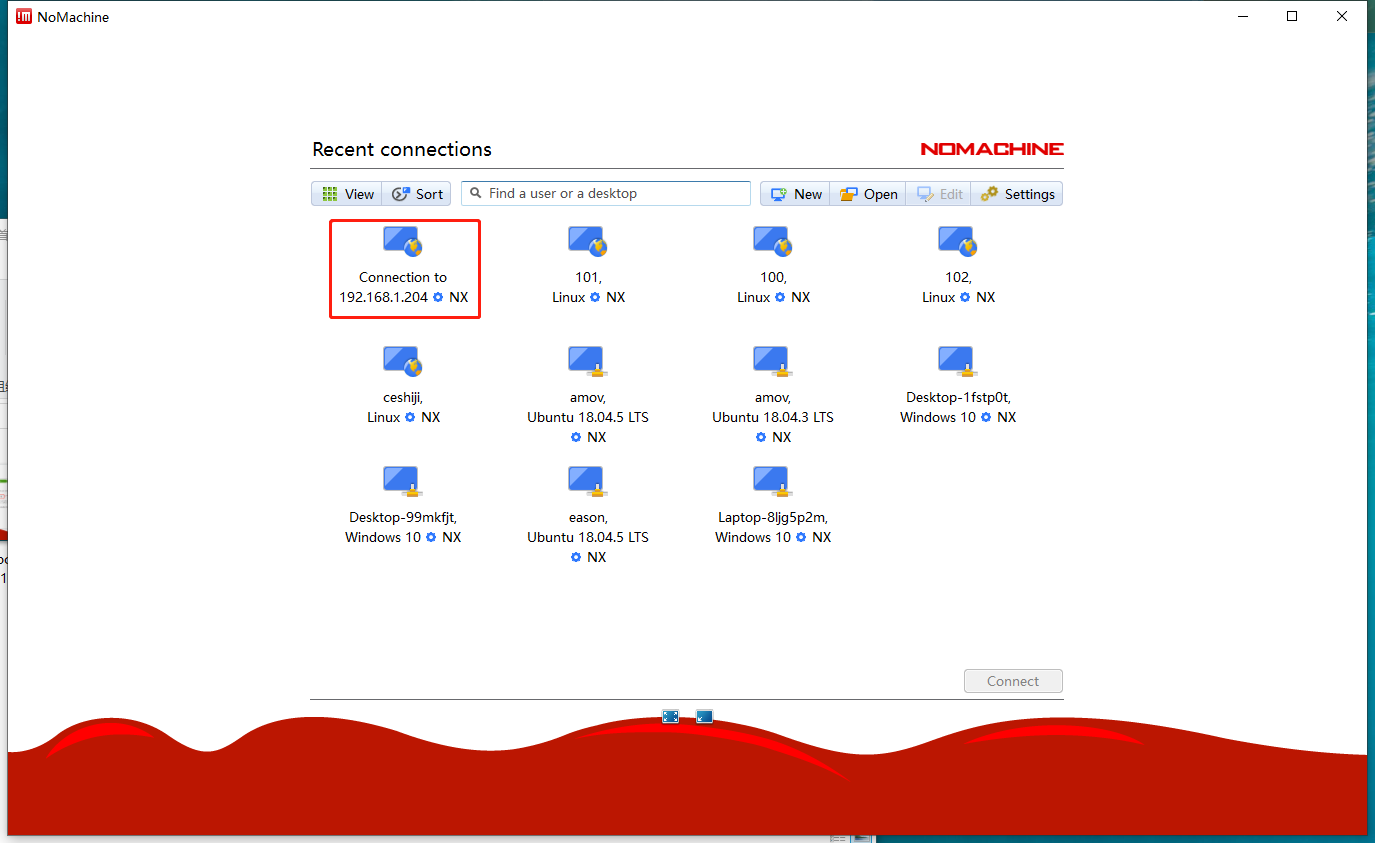 NoMachine
Recent connections
NOMACHINE
View
Sort
Find a user or a desktop
New
Open
Edit
Settings
Connection to
192.168.1.204 NX
101,
Linux NX
100,
Linux NX
102,
Linux NX
ceshiji,
Linux NX
amov,
Ubuntu 18.04.5 LTS
NX
amov,
Ubuntu 18.04.3 LTS
NX
Desktop-1fstp0t,
Windows 10 NX
Desktop-99mkfjt,
Windows 10 NX
eason,
Ubuntu 18.04.5 LTS
NX
Laptop-8ljg5p2m,
Windows 10 NX
Connect